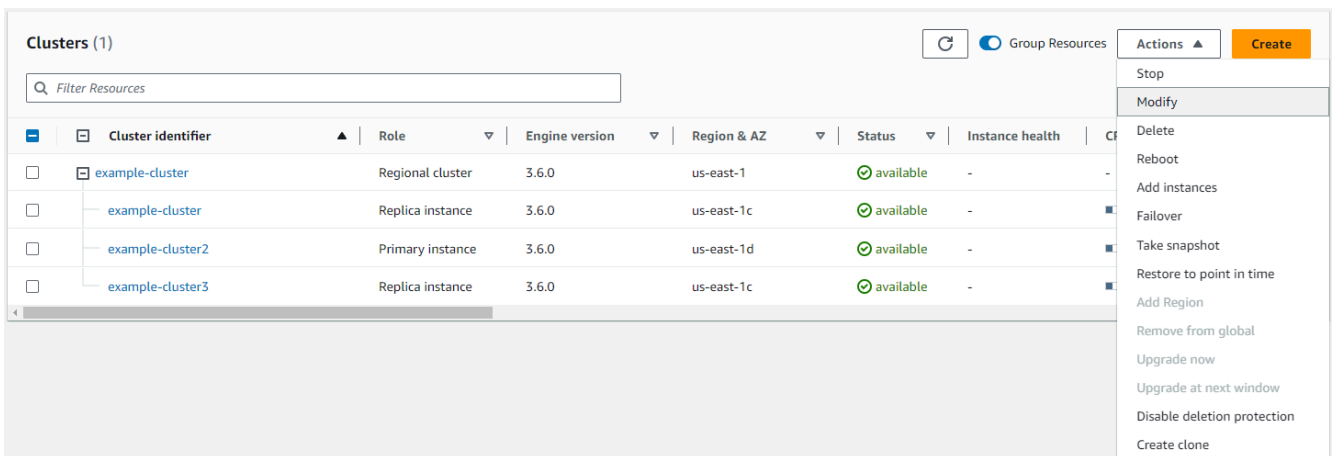 Clusters (1)
Group Resources
Actions
Create
Filter Resources
Cluster identifier Role Engine version Region & AZ Status Instance health
example-cluster Regional cluster 3.6.0 us-east-1 available - -
example-cluster Replica instance 3.6.0 us-east-1c available -
example-cluster2 Primary instance 3.6.0 us-east-1d available -
example-cluster3 Replica instance 3.6.0 us-east-1c available -
Stop
Modify
Delete
Reboot
Add instances
Failover
Take snapshot
Restore to point in time
Add Region
Remove from global
Upgrade now
Upgrade at next window
Disable deletion protection
Create clone